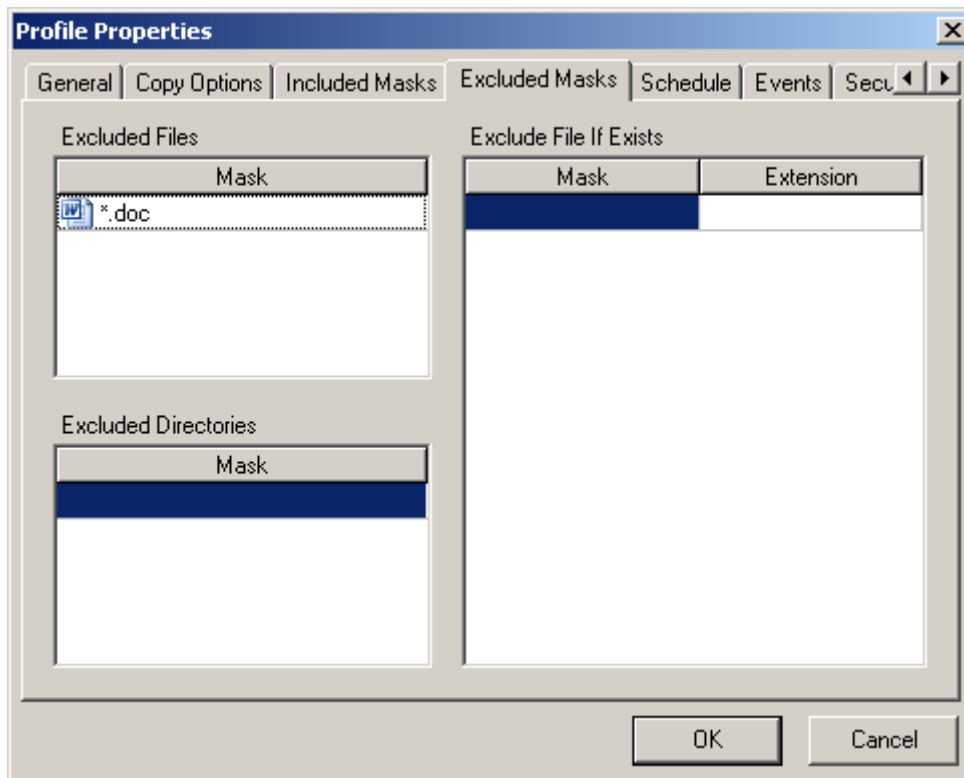 Profile Properties
General Copy Options Included Masks Excluded Masks Schedule Events Secu
Excluded Files
Mask
*.doc
Excluded Directories
Mask
Exclude File If Exists
Mask Extension
OK Cancel